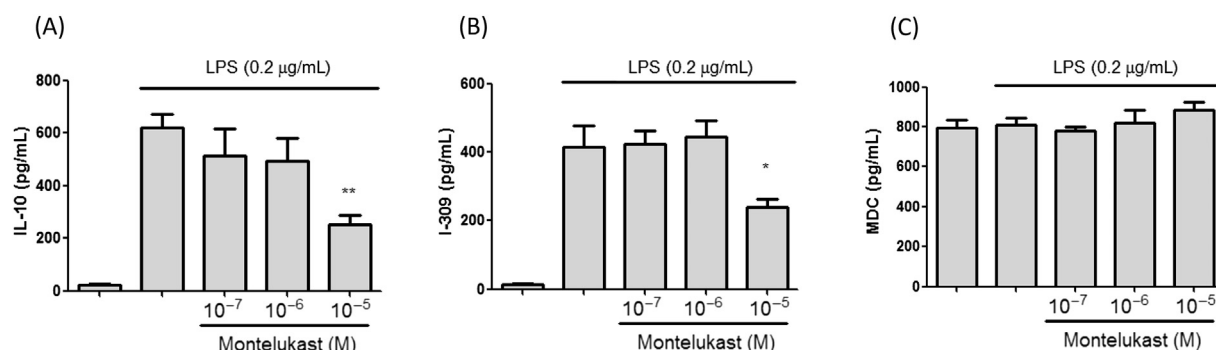 (A)
LPS (0.2 μg/mL)
IL-10 (pg/mL)
800
600
400
200
0
**
10⁻⁷ 10⁻⁶ 10⁻⁵
Montelukast (M)
(B)
LPS (0.2 μg/mL)
I-309 (pg/mL)
600
400
200
0
*
10⁻⁷ 10⁻⁶ 10⁻⁵
Montelukast (M)
(C)
LPS (0.2 μg/mL)
MDC (pg/mL)
1000
800
600
400
200
0
10⁻⁷ 10⁻⁶ 10⁻⁵
Montelukast (M)